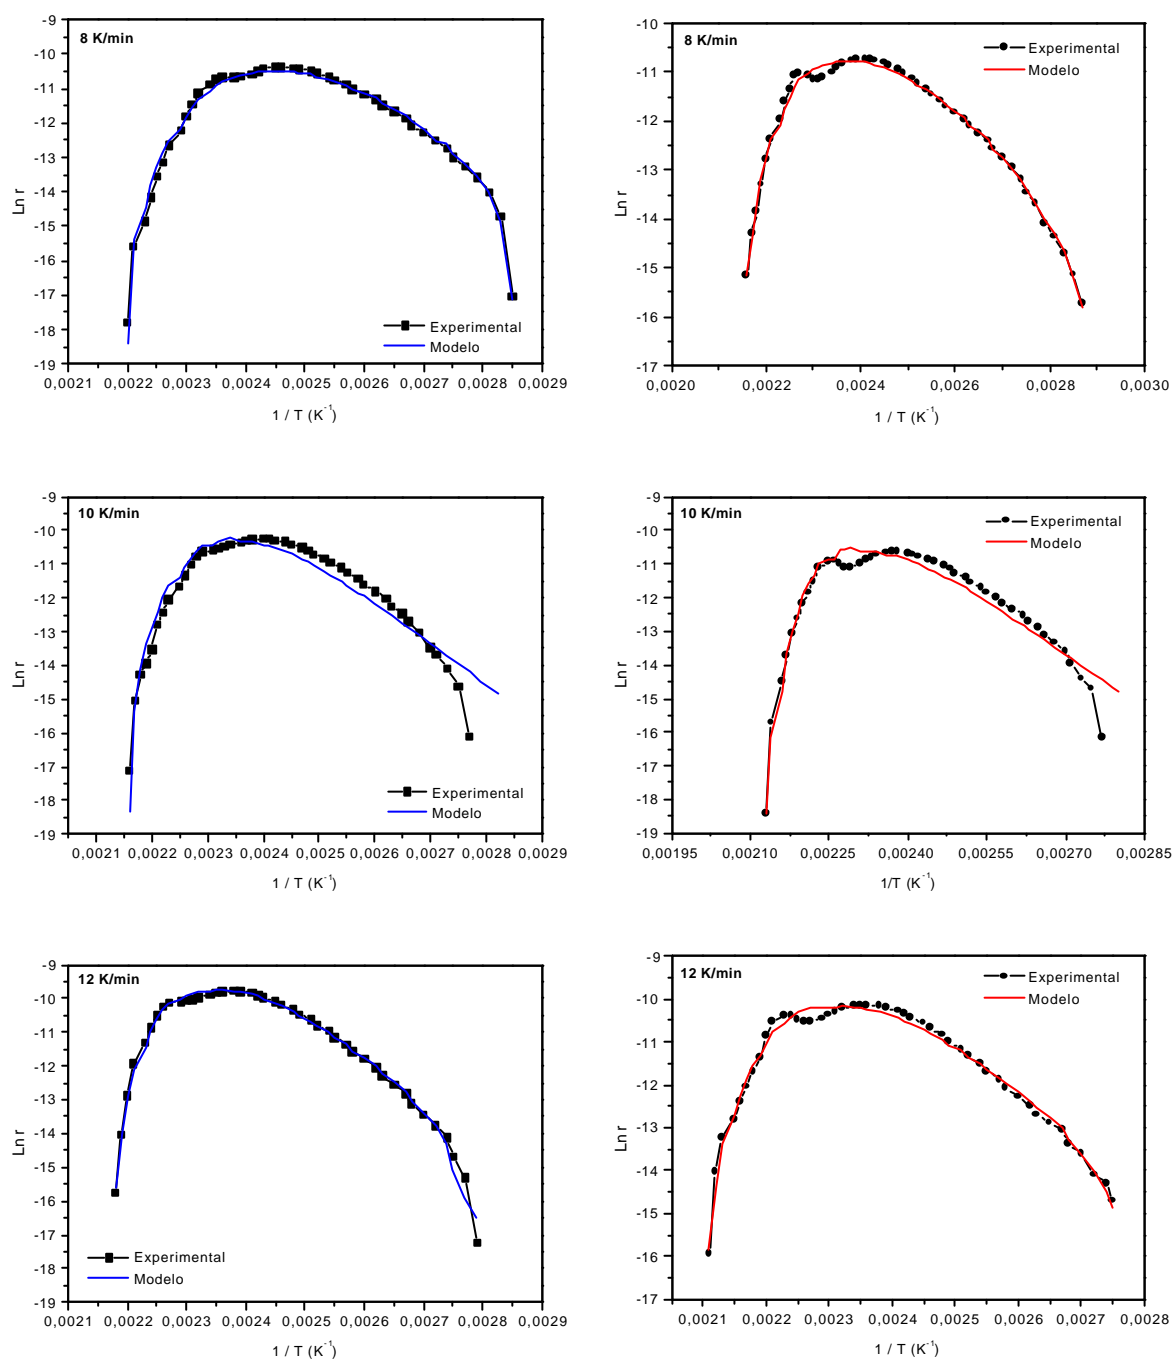 8 K/min
-9
-10
-11
-12
-13
-14
-15
-16
-17
-18
-19
Ln r
Experimental
Modelo
0,0021 0,0022 0,0023 0,0024 0,0025 0,0026 0,0027 0,0028 0,0029
1 / T (K⁻¹)
8 K/min
-10
-11
-12
-13
-14
-15
-16
-17
Ln r
Experimental
Modelo
0,0020 0,0022 0,0024 0,0026 0,0028 0,0030
1 / T (K⁻¹)
10 K/min
-9
-10
-11
-12
-13
-14
-15
-16
-17
-18
-19
Ln r
Experimental
Modelo
0,0021 0,0022 0,0023 0,0024 0,0025 0,0026 0,0027 0,0028 0,0029
1 / T (K⁻¹)
10 K/min
-9
-10
-11
-12
-13
-14
-15
-16
-17
-18
-19
Ln r
Experimental
Modelo
0,00195 0,00210 0,00225 0,00240 0,00255 0,00270 0,00285
1/T (K⁻¹)
12 K/min
-9
-10
-11
-12
-13
-14
-15
-16
-17
-18
-19
Ln r
Experimental
Modelo
0,0021 0,0022 0,0023 0,0024 0,0025 0,0026 0,0027 0,0028 0,0029
1 / T (K⁻¹)
12 K/min
-9
-10
-11
-12
-13
-14
-15
-16
-17
Ln r
Experimental
Modelo
0,0021 0,0022 0,0023 0,0024 0,0025 0,0026 0,0027 0,0028
1 / T (K⁻¹)